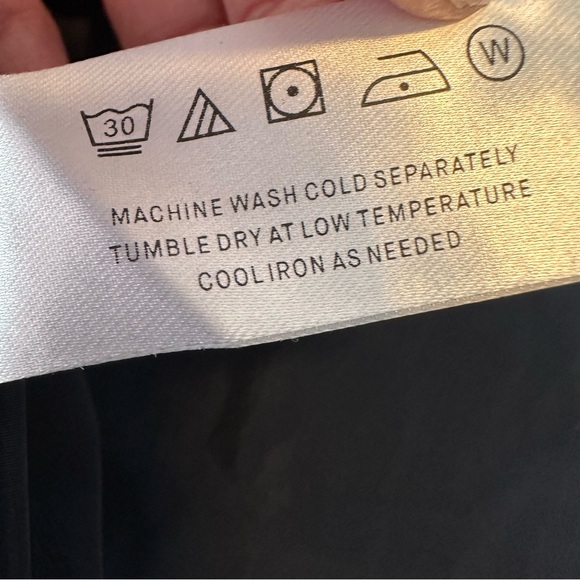 30 W
MACHINE WASH COLD SEPARATELY
TUMBLE DRY AT LOW TEMPERATURE
COOL IRON AS NEEDED